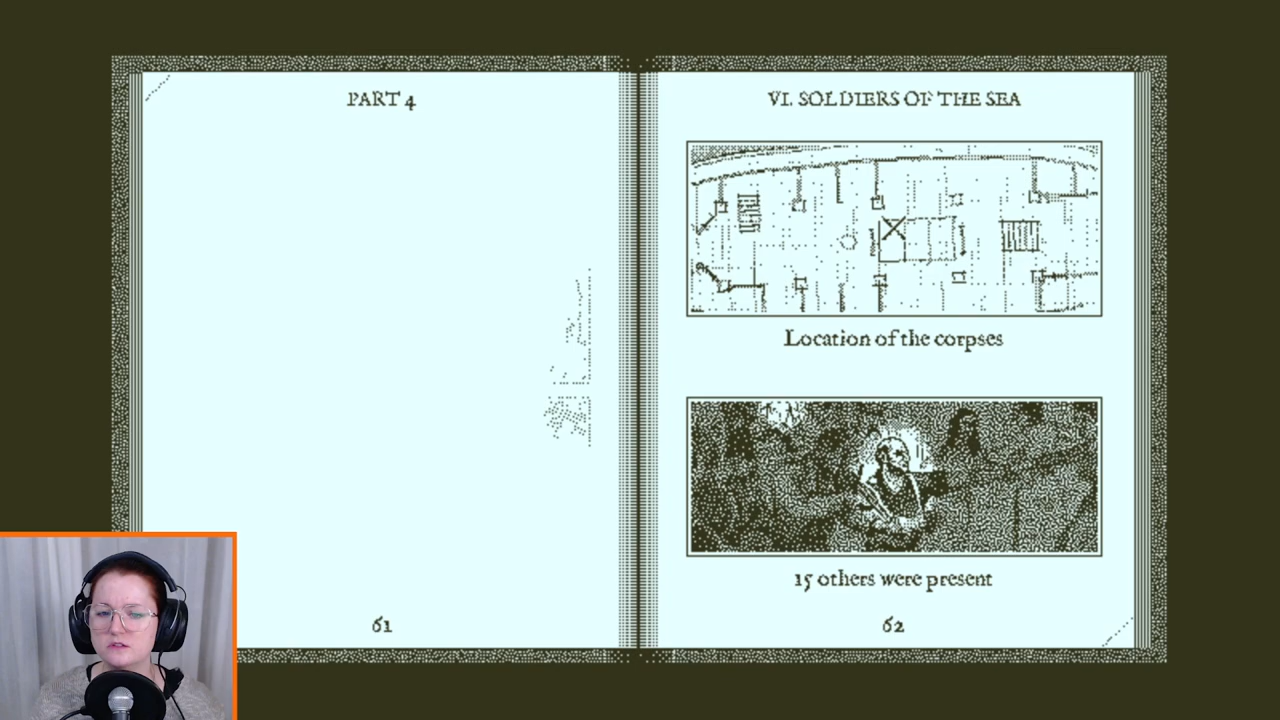 PART 4
61
VI. SOLDIERS OF THE SEA
Location of the corpses
15 others were present
62